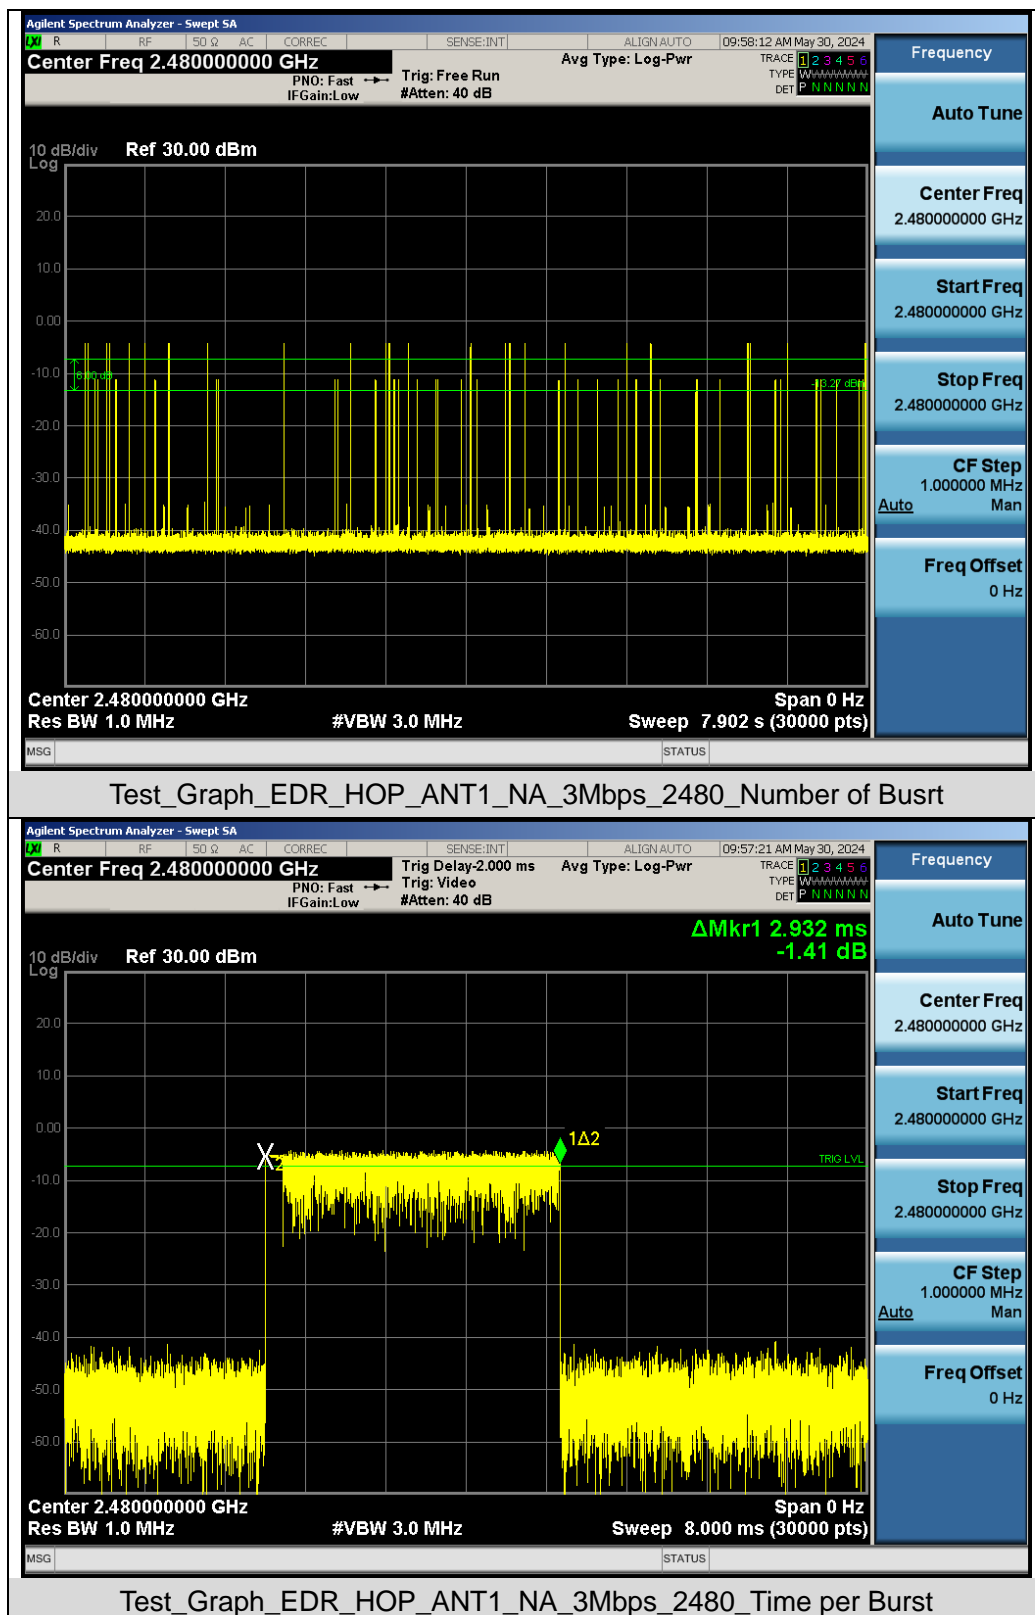 Agilent Spectrum Analyzer - Swept SA
LXI R RF 50 Ω AC CORREC SENSE:INT ALIGN AUTO 09:58:12 AM May 30, 2024
Center Freq 2.480000000 GHz
PNO: Fast
IFGain:Low
Trig: Free Run
#Atten: 40 dB
Avg Type: Log-Pwr
TRACE 1 2 3 4 5 6
TYPE W
DET P N N N N N
Frequency
Auto Tune
Center Freq
2.480000000 GHz
Start Freq
2.480000000 GHz
Stop Freq
2.480000000 GHz
CF Step
1.000000 MHz
Auto Man
Freq Offset
0 Hz
10 dB/div Ref 30.00 dBm
Log
20.0
10.0
0.00
-10.0
-20.0
-30.0
-40.0
-50.0
-60.0
6.00 dB
-13.27 dBm
Center 2.480000000 GHz Span 0 Hz
Res BW 1.0 MHz #VBW 3.0 MHz Sweep 7.902 s (30000 pts)
MSG STATUS
Test_Graph_EDR_HOP_ANT1_NA_3Mbps_2480_Number of Busrt
Agilent Spectrum Analyzer - Swept SA
LXI R RF 50 Ω AC CORREC SENSE:INT ALIGN AUTO 09:57:21 AM May 30, 2024
Center Freq 2.480000000 GHz
PNO: Fast
IFGain:Low
Trig Delay-2.000 ms
Trig: Video
#Atten: 40 dB
Avg Type: Log-Pwr
TRACE 1 2 3 4 5 6
TYPE W
DET P N N N N N
Frequency
Auto Tune
Center Freq
2.480000000 GHz
Start Freq
2.480000000 GHz
Stop Freq
2.480000000 GHz
CF Step
1.000000 MHz
Auto Man
Freq Offset
0 Hz
ΔMkr1 2.932 ms
-1.41 dB
10 dB/div Ref 30.00 dBm
Log
20.0
10.0
0.00
-10.0
-20.0
-30.0
-40.0
-50.0
-60.0
2
1Δ2
TRIG LVL
Center 2.480000000 GHz Span 0 Hz
Res BW 1.0 MHz #VBW 3.0 MHz Sweep 8.000 ms (30000 pts)
MSG STATUS
Test_Graph_EDR_HOP_ANT1_NA_3Mbps_2480_Time per Burst